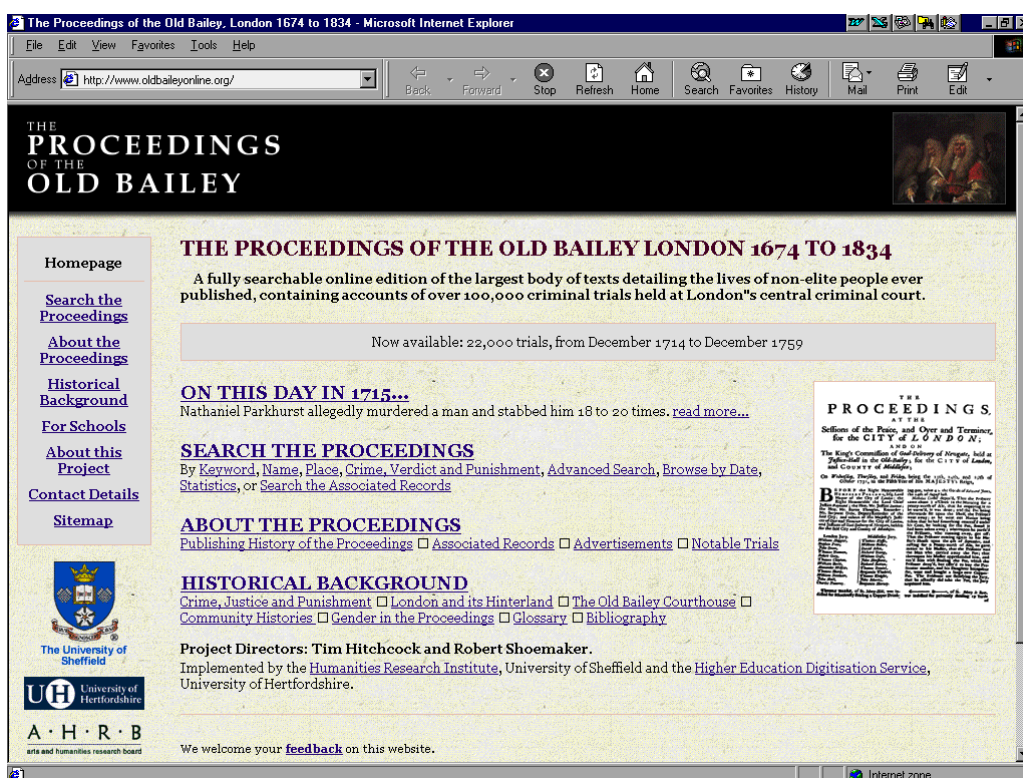 The Proceedings of the Old Bailey, London 1674 to 1834 - Microsoft Internet Explorer
File Edit View Favorites Tools Help
Address http://www.oldbaileyonline.org/
Back Forward Stop Refresh Home Search Favorites History Mail Print Edit
THE
PROCEEDINGS
OF THE
OLD BAILEY
Homepage
Search the
Proceedings
About the
Proceedings
Historical
Background
For Schools
About this
Project
Contact Details
Sitemap
The University of
Sheffield
UH University of
Hertfordshire
A·H·R·B
arts and humanities research board
THE PROCEEDINGS OF THE OLD BAILEY LONDON 1674 TO 1834
A fully searchable online edition of the largest body of texts detailing the lives of non-elite people ever
published, containing accounts of over 100,000 criminal trials held at London"s central criminal court.
Now available: 22,000 trials, from December 1714 to December 1759
ON THIS DAY IN 1715...
Nathaniel Parkhurst allegedly murdered a man and stabbed him 18 to 20 times. read more...
SEARCH THE PROCEEDINGS
By Keyword, Name, Place, Crime, Verdict and Punishment, Advanced Search, Browse by Date,
Statistics, or Search the Associated Records
ABOUT THE PROCEEDINGS
Publishing History of the Proceedings □ Associated Records □ Advertisements □ Notable Trials
HISTORICAL BACKGROUND
Crime, Justice and Punishment □ London and its Hinterland □ The Old Bailey Courthouse □
Community Histories □ Gender in the Proceedings □ Glossary □ Bibliography
Project Directors: Tim Hitchcock and Robert Shoemaker.
Implemented by the Humanities Research Institute, University of Sheffield and the Higher Education Digitisation Service,
University of Hertfordshire.
We welcome your feedback on this website.
THE
PROCEEDINGS,
AT THE
Sessions of the Peace, and Oyer and Terminer,
for the CITY of LONDON;
AND ON
The King's Commission of Goal-Delivery of Newgate, held at
Justice-Hall in the Old-Bailey, for the CITY of London,
and COUNTY of Middlesex;
Internet zone